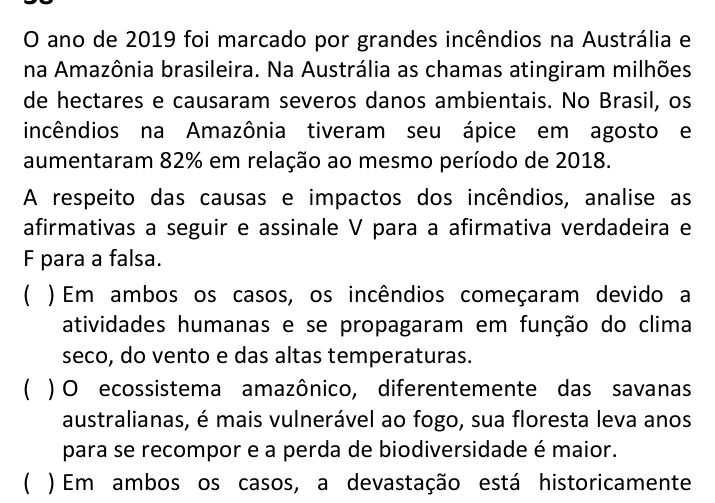 O ano de 2019 foi marcado por grandes incêndios na Austrália e
na Amazônia brasileira. Na Austrália as chamas atingiram milhões
de hectares e causaram severos danos ambientais. No Brasil, os
incêndios na Amazônia tiveram seu ápice em agosto e
aumentaram 82% em relação ao mesmo período de 2018.
A respeito das causas e impactos dos incêndios, analise as
afirmativas a seguir e assinale V para a afirmativa verdadeira e
F para a falsa.
( ) Em ambos os casos, os incêndios começaram devido a
atividades humanas e se propagaram em função do clima
seco, do vento e das altas temperaturas.
( ) O ecossistema amazônico, diferentemente das savanas
australianas, é mais vulnerável ao fogo, sua floresta leva anos
para se recompor e a perda de biodiversidade é maior.
( ) Em ambos os casos, a devastação está historicamente